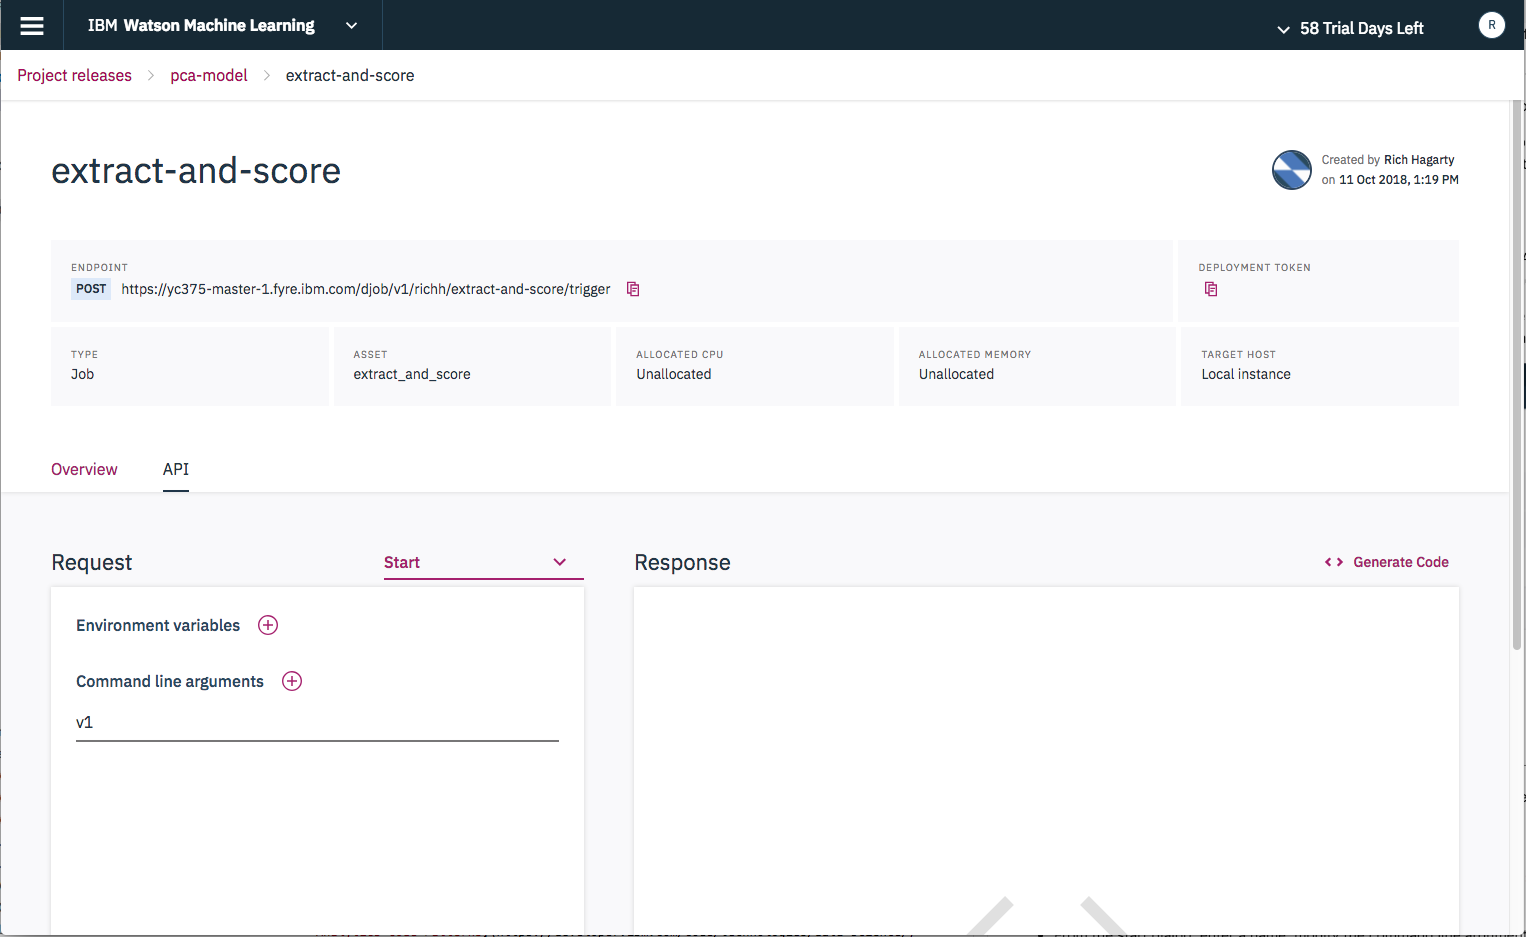 IBM Watson Machine Learning
58 Trial Days Left
R
Project releases > pca-model > extract-and-score
extract-and-score
Created by Rich Hagarty
on 11 Oct 2018, 1:19 PM
ENDPOINT
POST https://yc375-master-1.fyre.ibm.com/djob/v1/richh/extract-and-score/trigger
DEPLOYMENT TOKEN
TYPE
Job
ASSET
extract_and_score
ALLOCATED CPU
Unallocated
ALLOCATED MEMORY
Unallocated
TARGET HOST
Local instance
Overview
API
Request
Start
Response
Generate Code
Environment variables
Command line arguments
v1